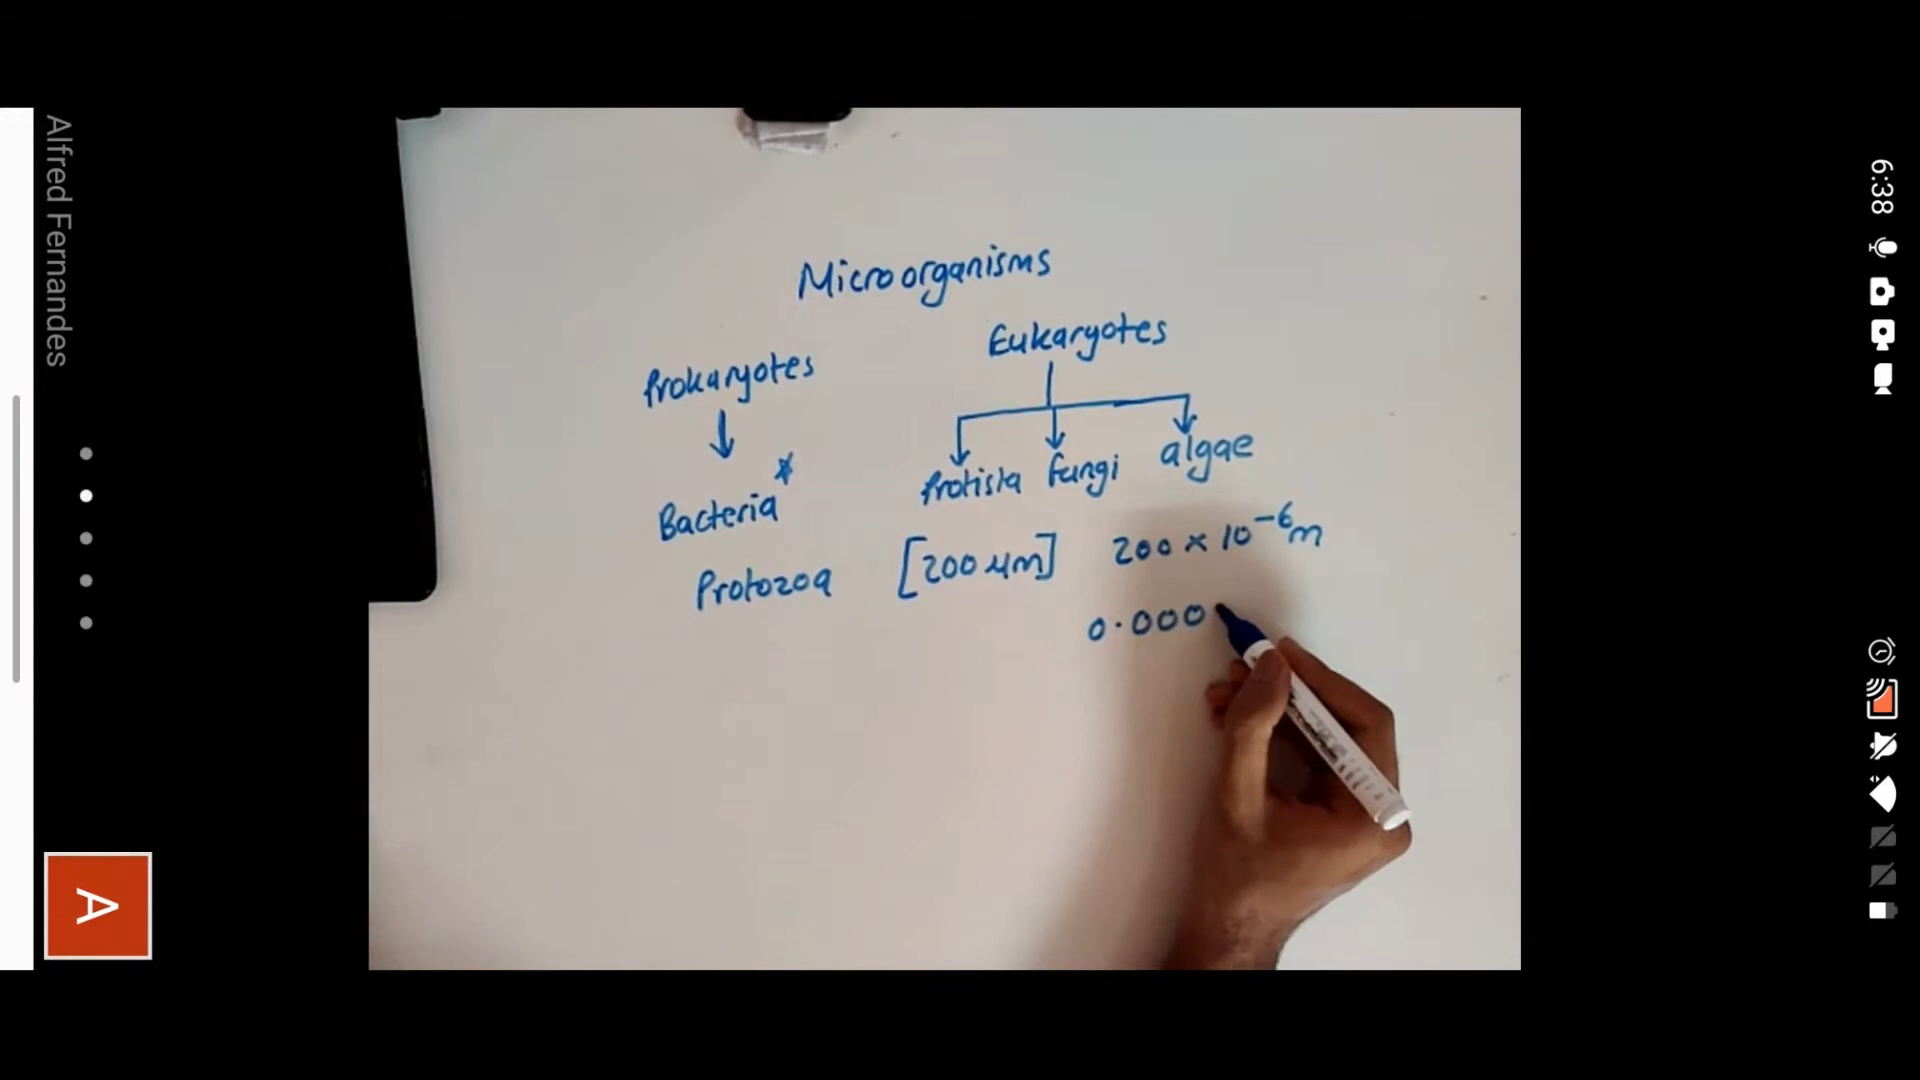 Alfred Fernandes
6:38
Microorganisms
Prokaryotes
Eukaryotes
Bacteria*
Protista fungi algae
Protozoa [200 μm] 200 × 10⁻⁶m
0.000
A